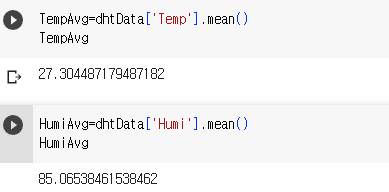 TempAvg=dhtData['Temp'].mean()
TempAvg
27.304487179487182
HumiAvg=dhtData['Humi'].mean()
HumiAvg
85.06538461538462